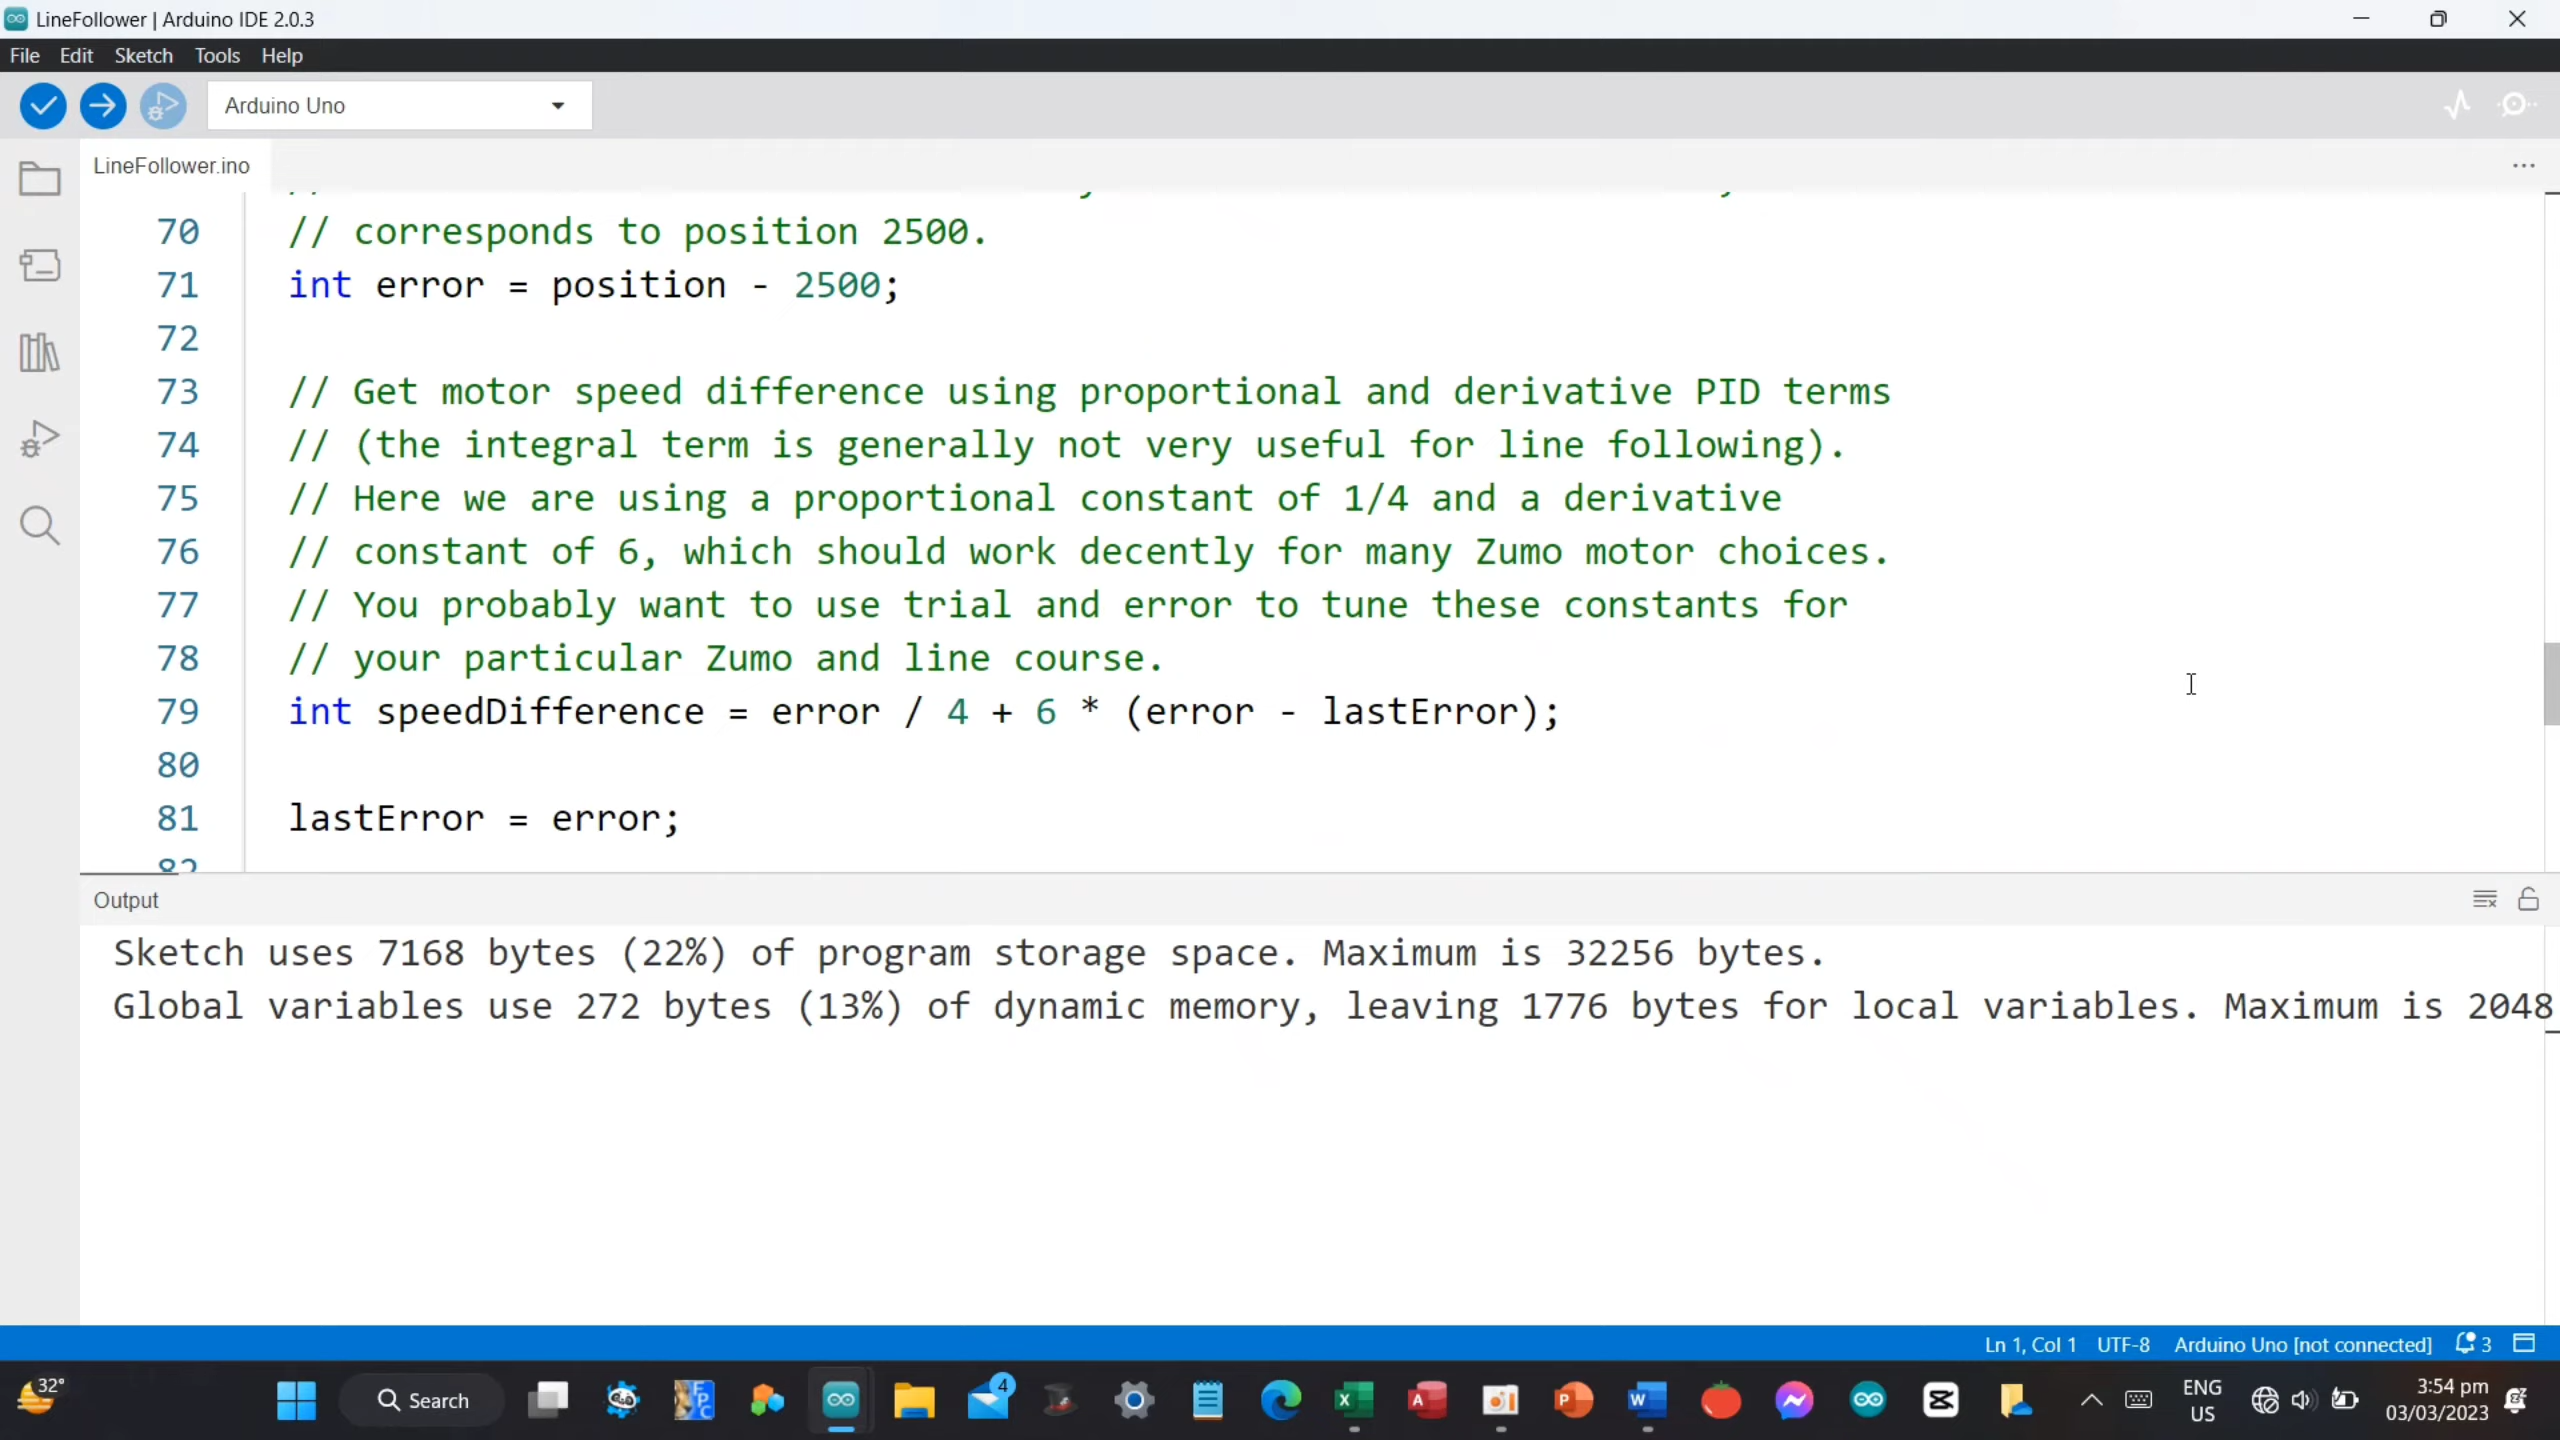 LineFollower | Arduino IDE 2.0.3
File Edit Sketch Tools Help
Arduino Uno
LineFollower.ino
70 // corresponds to position 2500.
71 int error = position - 2500;
72
73 // Get motor speed difference using proportional and derivative PID terms
74 // (the integral term is generally not very useful for line following).
75 // Here we are using a proportional constant of 1/4 and a derivative
76 // constant of 6, which should work decently for many Zumo motor choices.
77 // You probably want to use trial and error to tune these constants for
78 // your particular Zumo and line course.
79 int speedDifference = error / 4 + 6 * (error - lastError);
80
81 lastError = error;
82
Output
Sketch uses 7168 bytes (22%) of program storage space. Maximum is 32256 bytes.
Global variables use 272 bytes (13%) of dynamic memory, leaving 1776 bytes for local variables. Maximum is 2048
Ln 1, Col 1 UTF-8 Arduino Uno [not connected] 3
32° Search 4 ENG 3:54 pm
US 03/03/2023